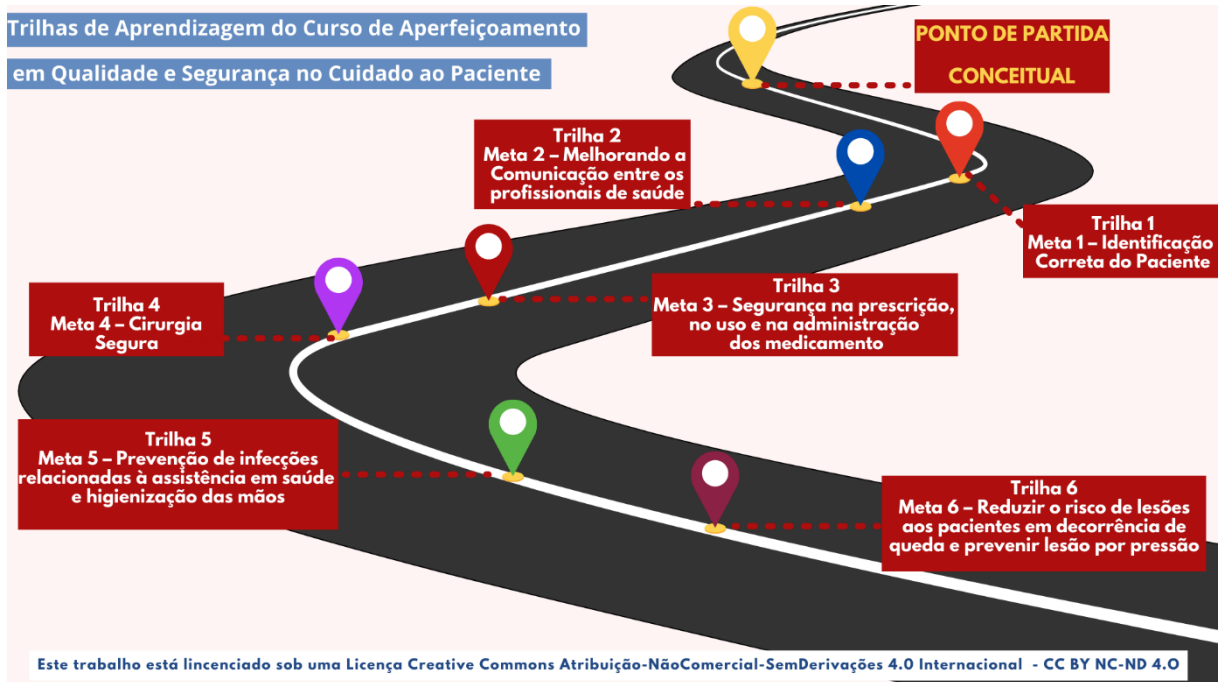 Trilhas de Aprendizagem do Curso de Aperfeiçoamento
em Qualidade e Segurança no Cuidado ao Paciente
PONTO DE PARTIDA
CONCEITUAL
Trilha 1
Meta 1 – Identificação
Correta do Paciente
Trilha 2
Meta 2 – Melhorando a
Comunicação entre os
profissionais de saúde
Trilha 3
Meta 3 – Segurança na prescrição,
no uso e na administração
dos medicamento
Trilha 4
Meta 4 – Cirurgia
Segura
Trilha 5
Meta 5 – Prevenção de infecções
relacionadas à assistência em saúde
e higienização das mãos
Trilha 6
Meta 6 – Reduzir o risco de lesões
aos pacientes em decorrência de
queda e prevenir lesão por pressão
Este trabalho está lincenciado sob uma Licença Creative Commons Atribuição-NãoComercial-SemDerivações 4.0 Internacional - CC BY NC-ND 4.O